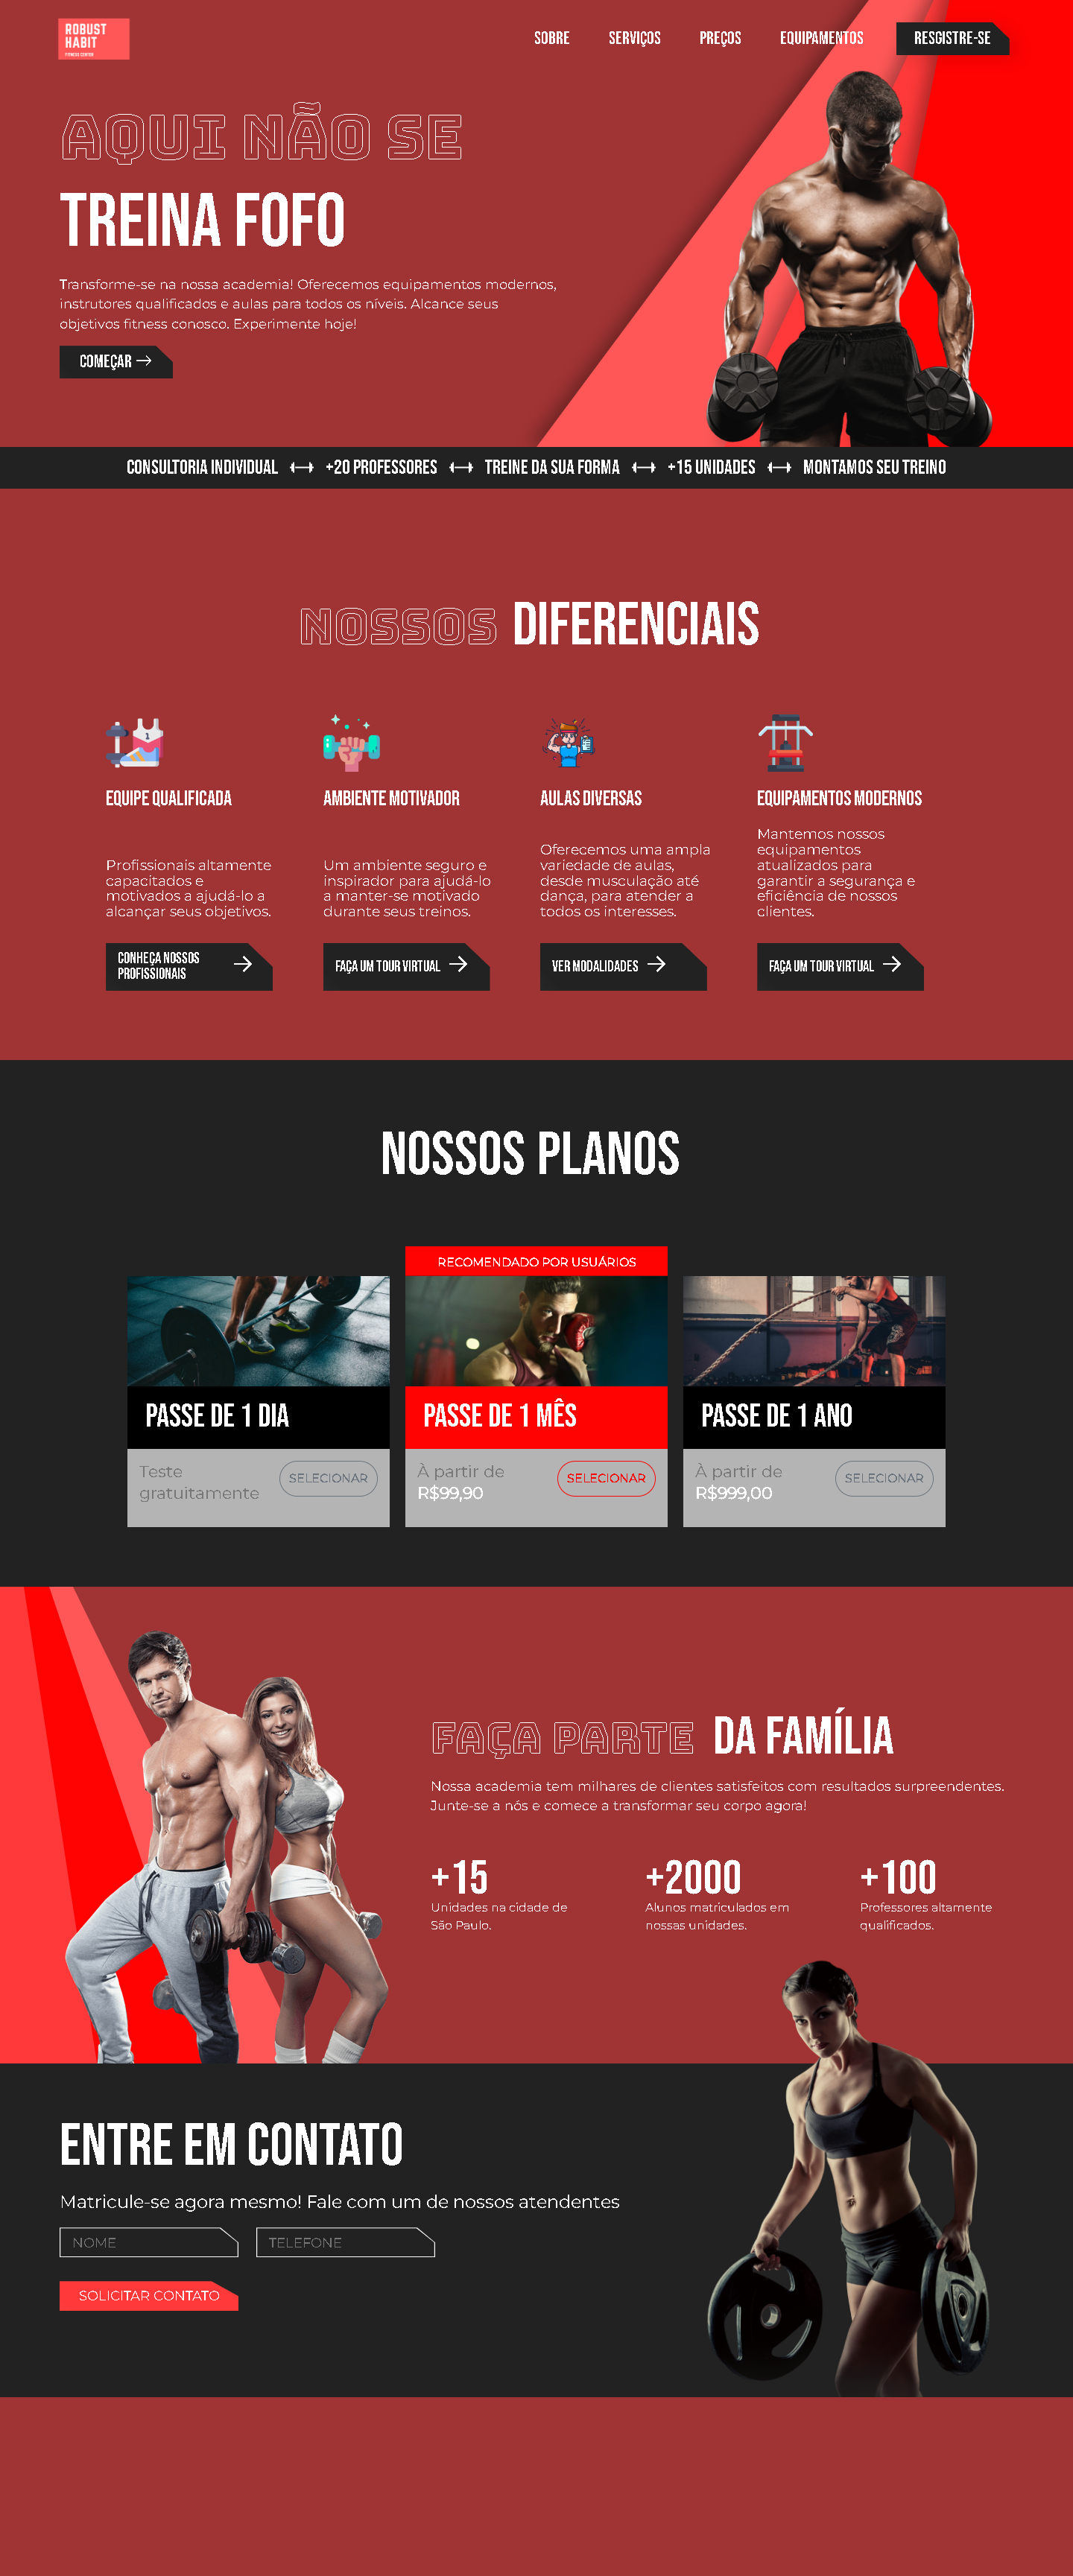 ROBUST
HABIT
FITNESS CENTER
SOBRE SERVIÇOS PREÇOS EQUIPAMENTOS RESGISTRE-SE
AQUI NÃO SE
TREINA FOFO
Transforme-se na nossa academia! Oferecemos equipamentos modernos,
instrutores qualificados e aulas para todos os níveis. Alcance seus
objetivos fitness conosco. Experimente hoje!
COMEÇAR →
CONSULTORIA INDIVIDUAL ↔ +20 PROFESSORES ↔ TREINE DA SUA FORMA ↔ +15 UNIDADES ↔ MONTAMOS SEU TREINO
NOSSOS DIFERENCIAIS
EQUIPE QUALIFICADA
Profissionais altamente
capacitados e
motivados a ajudá-lo a
alcançar seus objetivos.
CONHEÇA NOSSOS
PROFISSIONAIS →
AMBIENTE MOTIVADOR
Um ambiente seguro e
inspirador para ajudá-lo
a manter-se motivado
durante seus treinos.
FAÇA UM TOUR VIRTUAL →
AULAS DIVERSAS
Oferecemos uma ampla
variedade de aulas,
desde musculação até
dança, para atender a
todos os interesses.
VER MODALIDADES →
EQUIPAMENTOS MODERNOS
Mantemos nossos
equipamentos
atualizados para
garantir a segurança e
eficiência de nossos
clientes.
FAÇA UM TOUR VIRTUAL →
NOSSOS PLANOS
PASSE DE 1 DIA
Teste
gratuitamente
SELECIONAR
RECOMENDADO POR USUÁRIOS
PASSE DE 1 MÊS
À partir de
R$99,90
SELECIONAR
PASSE DE 1 ANO
À partir de
R$999,00
SELECIONAR
FAÇA PARTE DA FAMÍLIA
Nossa academia tem milhares de clientes satisfeitos com resultados surpreendentes.
Junte-se a nós e comece a transformar seu corpo agora!
+15
Unidades na cidade de
São Paulo.
+2000
Alunos matriculados em
nossas unidades.
+100
Professores altamente
qualificados.
ENTRE EM CONTATO
Matricule-se agora mesmo! Fale com um de nossos atendentes
NOME
TELEFONE
SOLICITAR CONTATO